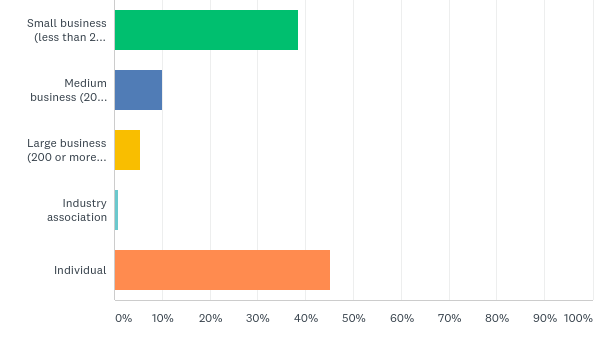 Small business
(less than 2...
Medium
business (20...
Large business
(200 or more...
Industry
association
Individual
0% 10% 20% 30% 40% 50% 60% 70% 80% 90% 100%